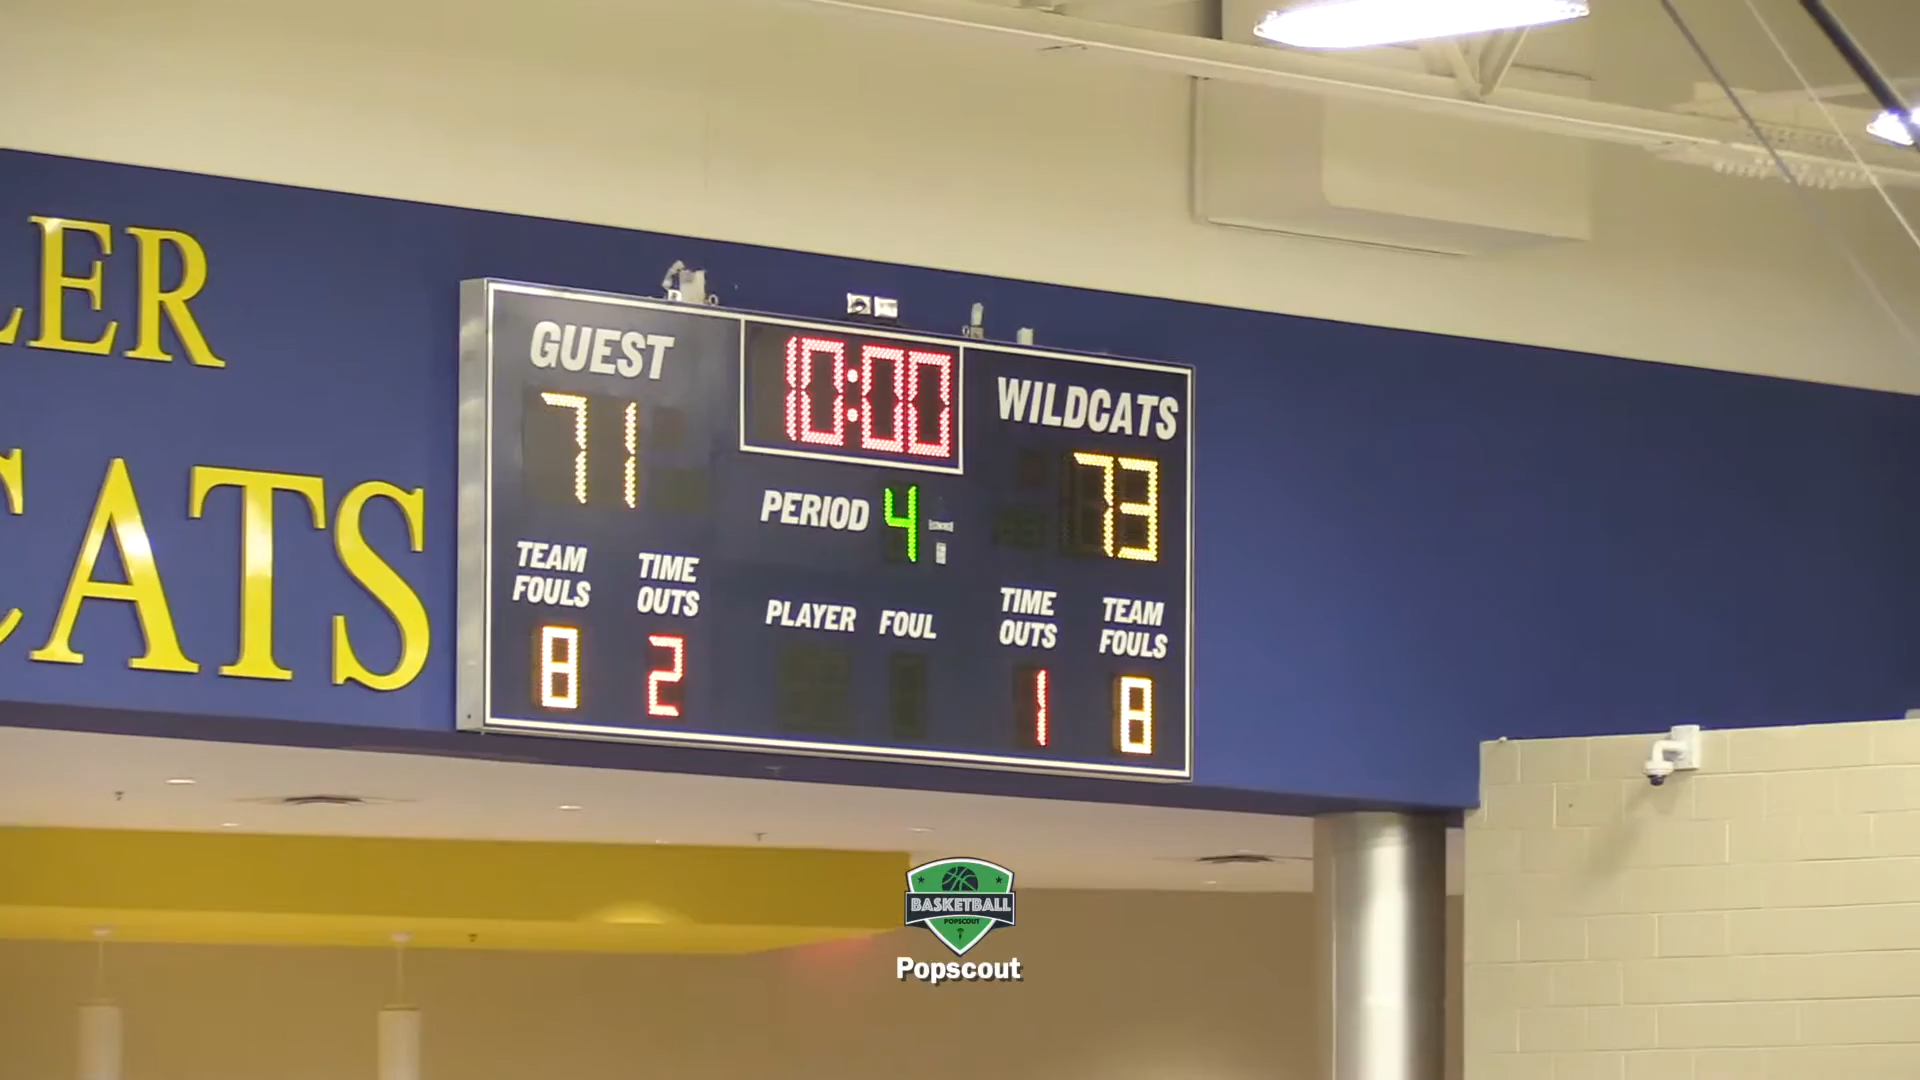 LER
CATS
GUEST
10:00
WILDCATS
71
73
PERIOD 4
TEAM FOULS
TIME OUTS
PLAYER FOUL
TIME OUTS
TEAM FOULS
8
2
1
8
BASKETBALL
POPSCOUT
Popscout